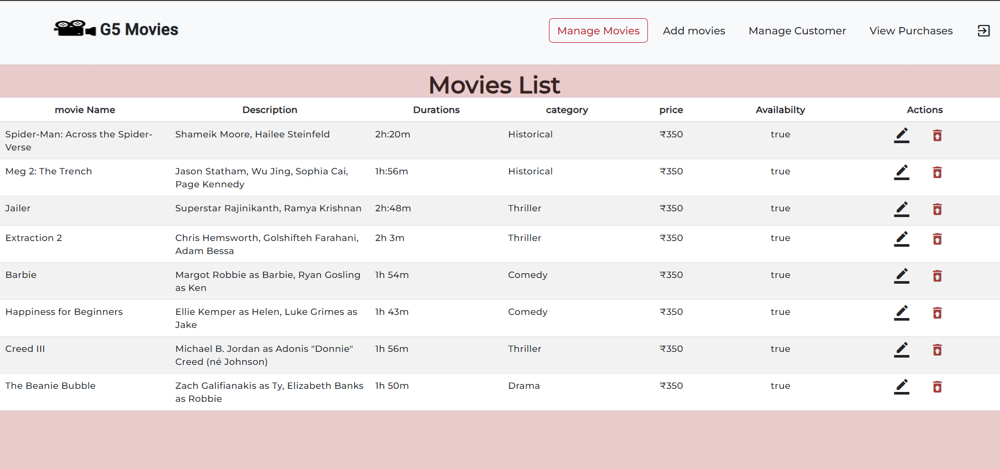 G5 Movies
Manage Movies Add movies Manage Customer View Purchases
Movies List
movie Name Description Durations category price Availabilty Actions
Spider-Man: Across the Spider- Shameik Moore, Hailee Steinfeld 2h:20m Historical ₹350 true
Verse
Meg 2: The Trench Jason Statham, Wu Jing, Sophia Cai, 1h:56m Historical ₹350 true
Page Kennedy
Jailer Superstar Rajinikanth, Ramya Krishnan 2h:48m Thriller ₹350 true
Extraction 2 Chris Hemsworth, Golshifteh Farahani, 2h 3m Thriller ₹350 true
Adam Bessa
Barbie Margot Robbie as Barbie, Ryan Gosling 1h 54m Comedy ₹350 true
as Ken
Happiness for Beginners Ellie Kemper as Helen, Luke Grimes as 1h 43m Comedy ₹350 true
Jake
Creed III Michael B. Jordan as Adonis "Donnie" 1h 56m Thriller ₹350 true
Creed (né Johnson)
The Beanie Bubble Zach Galifianakis as Ty, Elizabeth Banks 1h 50m Drama ₹350 true
as Robbie